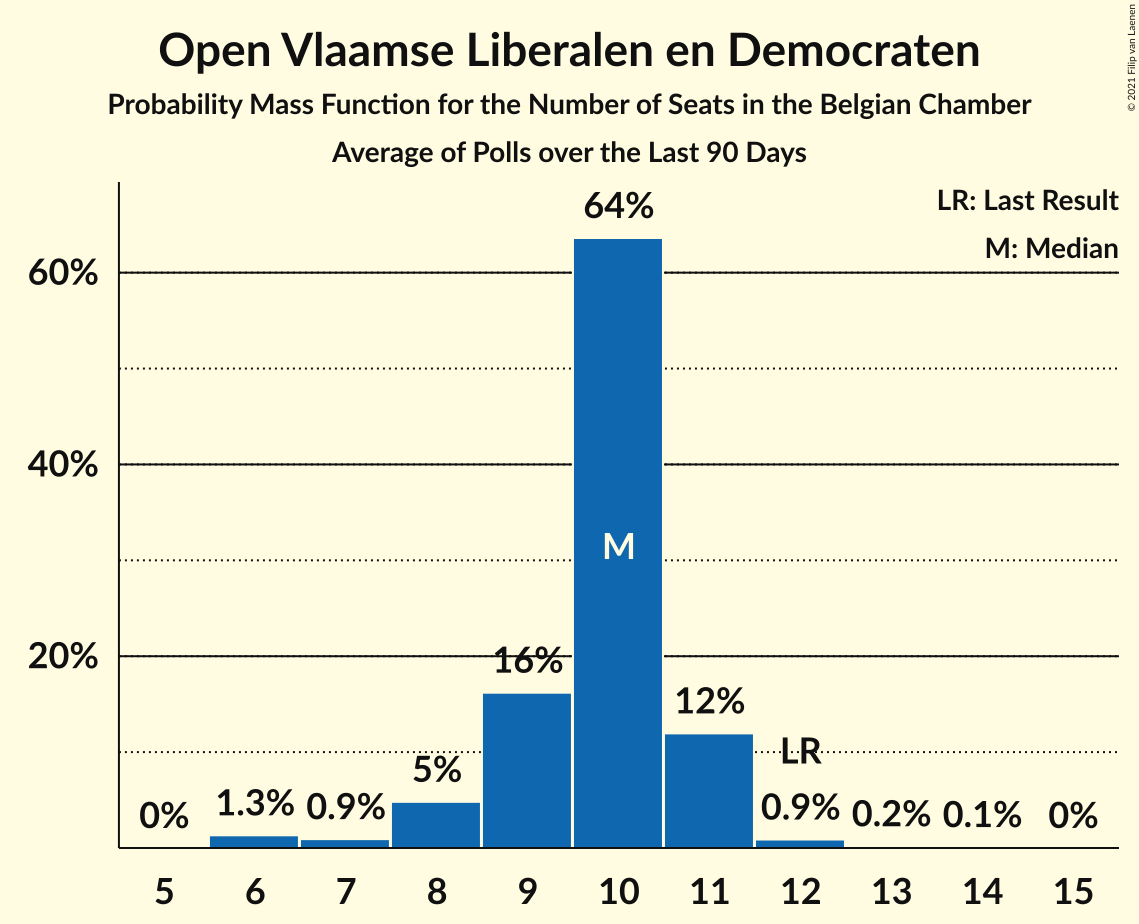 Open Vlaamse Liberalen en Democraten
Probability Mass Function for the Number of Seats in the Belgian Chamber
Average of Polls over the Last 90 Days
© 2021 Filip van Laenen
LR: Last Result
M: Median
60%
40%
20%
0%
1.3%
0.9%
5%
16%
64%
M
12%
LR
0.9%
0.2%
0.1%
0%
5 6 7 8 9 10 11 12 13 14 15